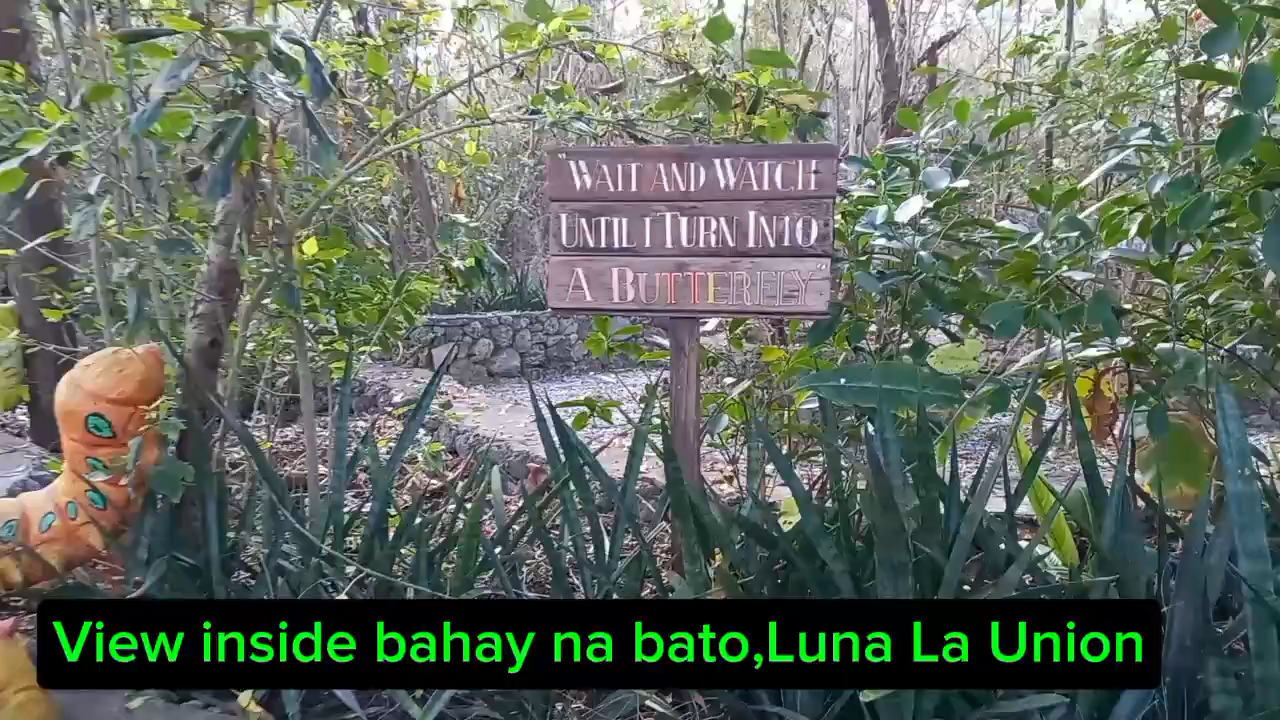 "WAIT AND WATCH
UNTIL I TURN INTO
A BUTTERFLY"
View inside bahay na bato,Luna La Union